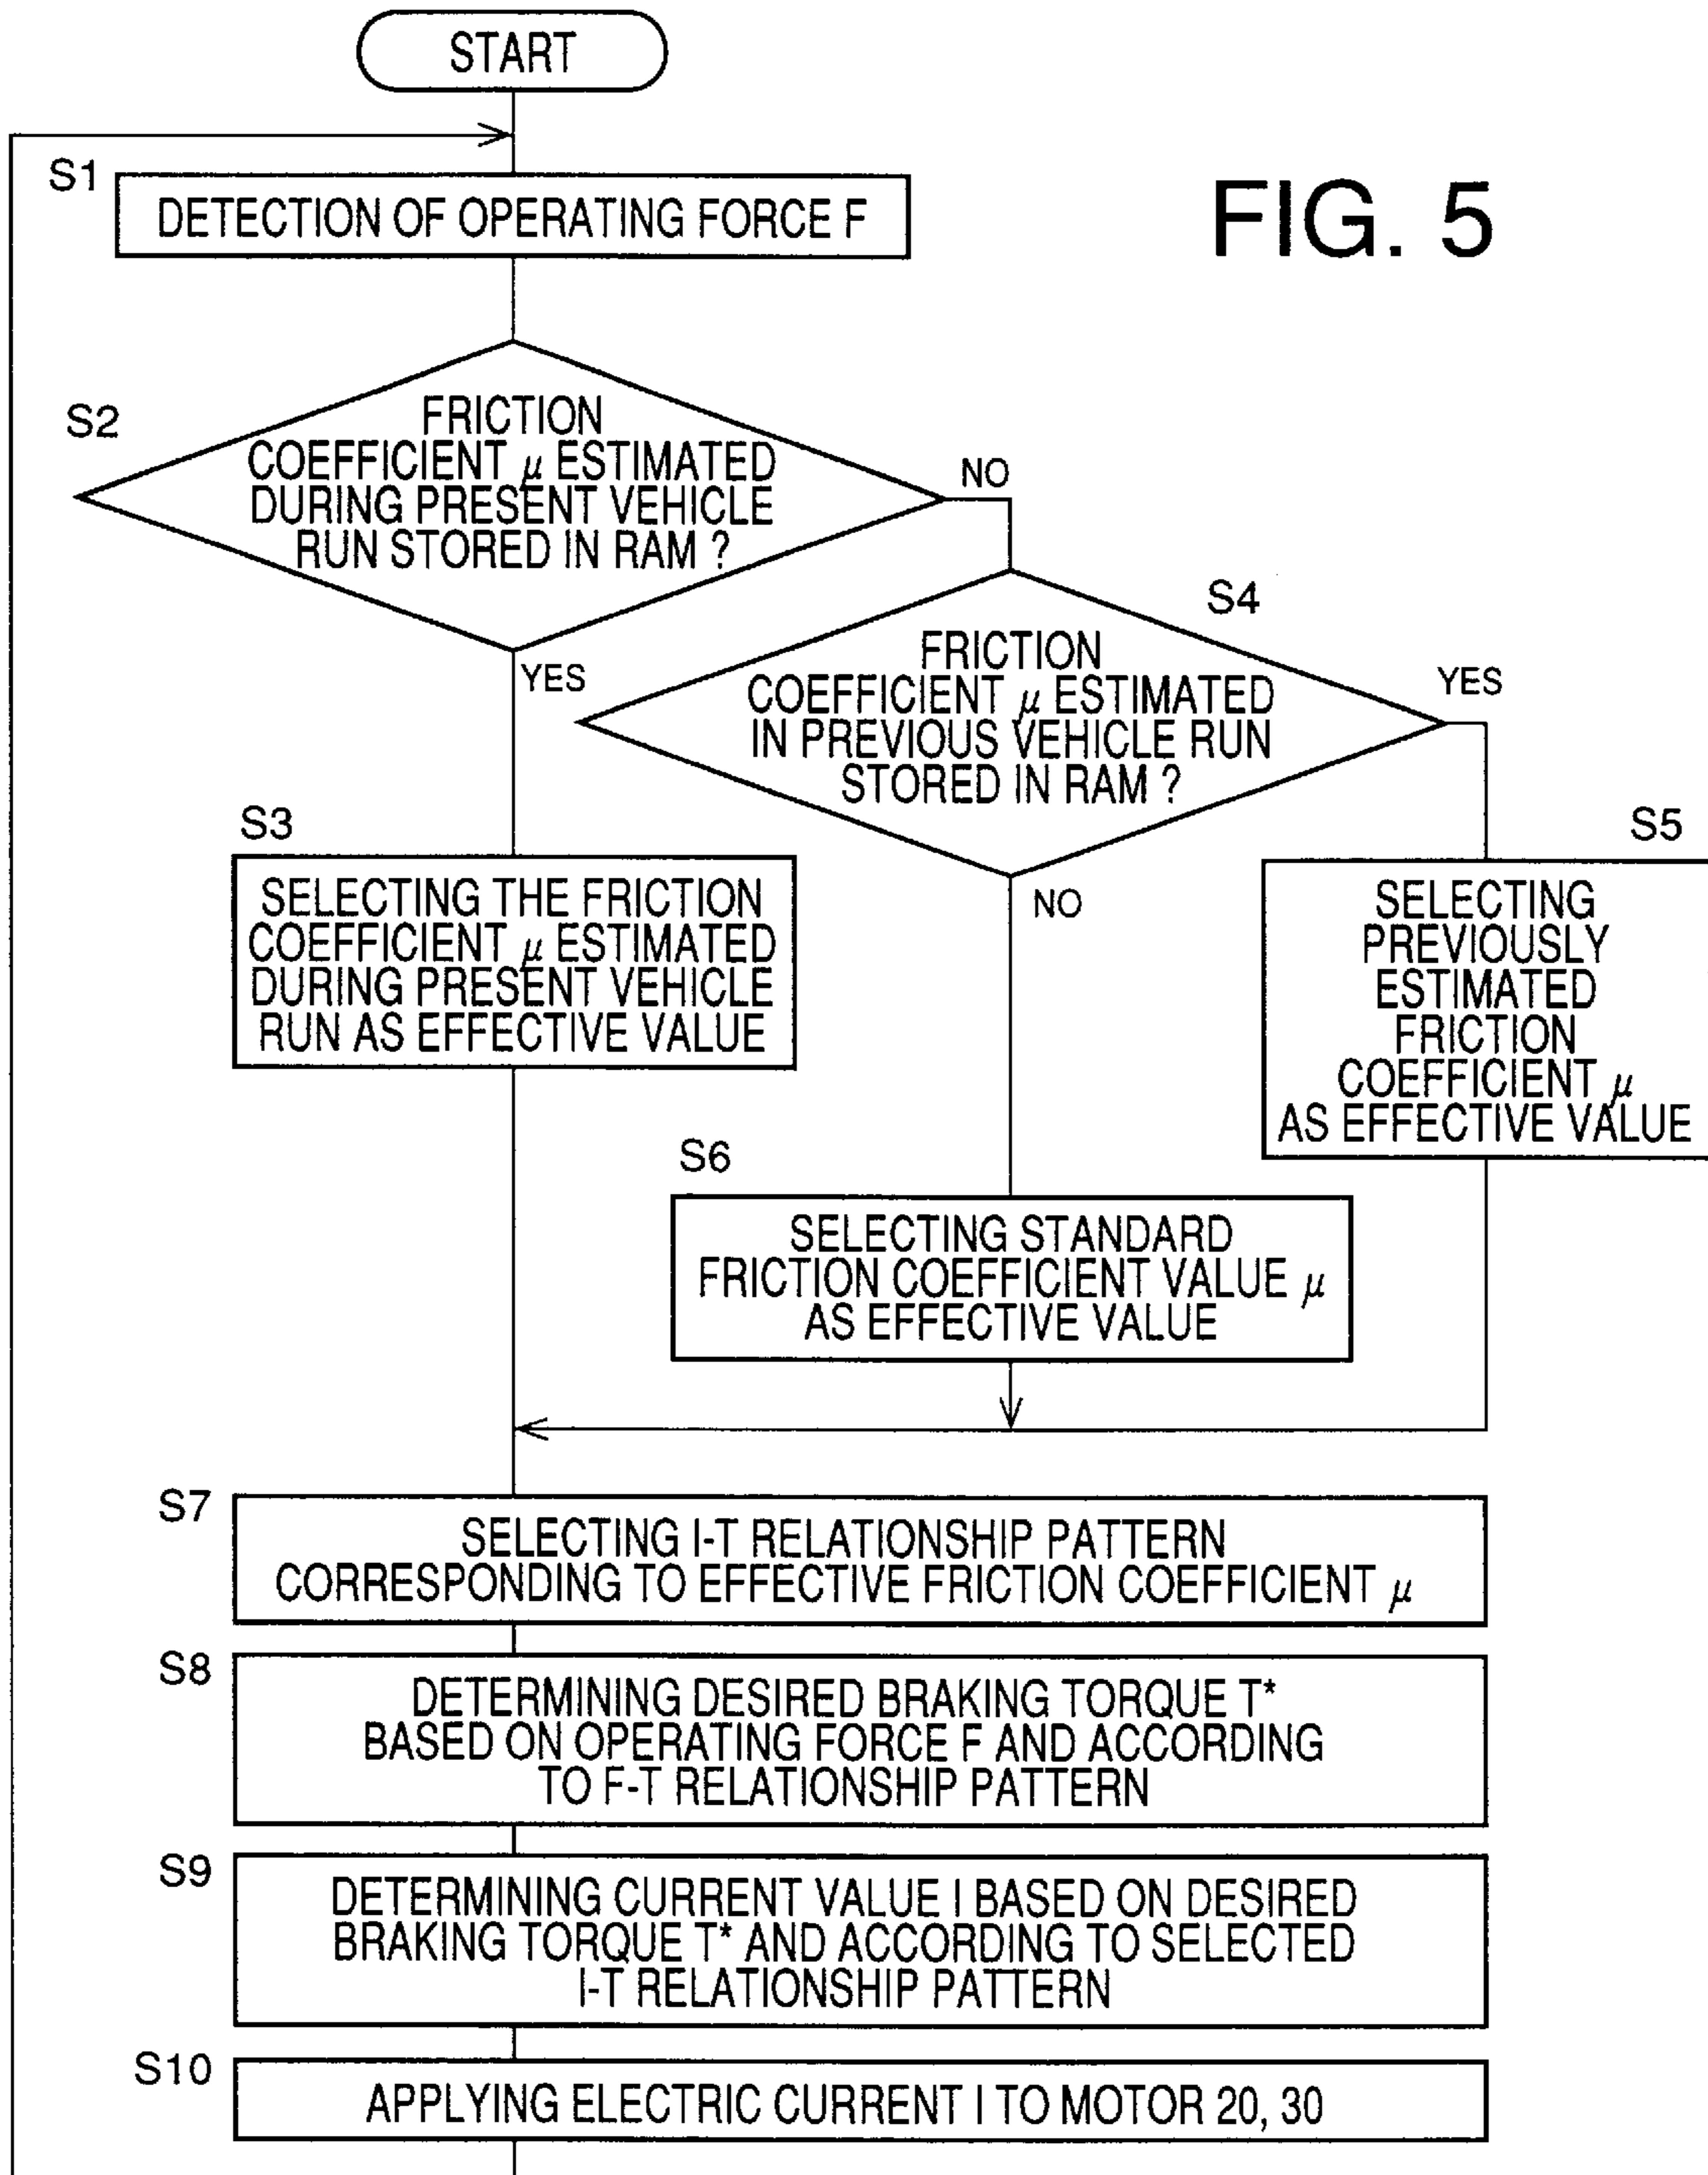 START
S1
DETECTION OF OPERATING FORCE F
FIG. 5
S2
FRICTION
COEFFICIENT μ ESTIMATED
DURING PRESENT VEHICLE
RUN STORED IN RAM ?
NO
YES
S4
FRICTION
COEFFICIENT μ ESTIMATED
IN PREVIOUS VEHICLE RUN
STORED IN RAM ?
YES
NO
S3
SELECTING THE FRICTION
COEFFICIENT μ ESTIMATED
DURING PRESENT VEHICLE
RUN AS EFFECTIVE VALUE
S5
SELECTING
PREVIOUSLY
ESTIMATED
FRICTION
COEFFICIENT μ
AS EFFECTIVE VALUE
S6
SELECTING STANDARD
FRICTION COEFFICIENT VALUE μ
AS EFFECTIVE VALUE
S7
SELECTING I-T RELATIONSHIP PATTERN
CORRESPONDING TO EFFECTIVE FRICTION COEFFICIENT μ
S8
DETERMINING DESIRED BRAKING TORQUE T*
BASED ON OPERATING FORCE F AND ACCORDING
TO F-T RELATIONSHIP PATTERN
S9
DETERMINING CURRENT VALUE I BASED ON DESIRED
BRAKING TORQUE T* AND ACCORDING TO SELECTED
I-T RELATIONSHIP PATTERN
S10
APPLYING ELECTRIC CURRENT I TO MOTOR 20, 30